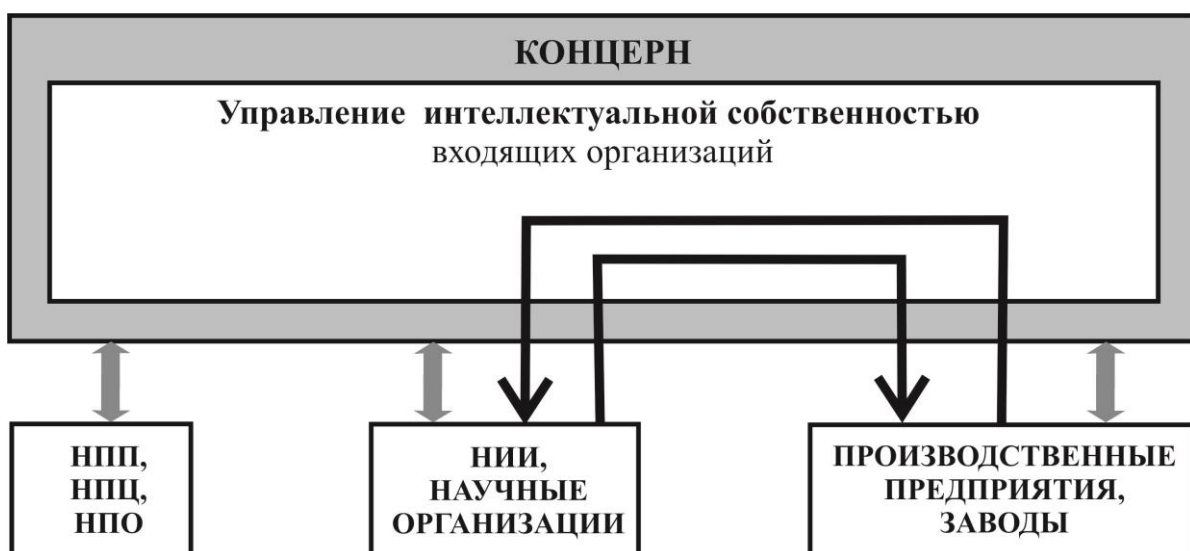 КОНЦЕРН
Управление интеллектуальной собственностью
входящих организаций
НПП,
НПЦ,
НПО
НИИ,
НАУЧНЫЕ
ОРГАНИЗАЦИИ
ПРОИЗВОДСТВЕННЫЕ
ПРЕДПРИЯТИЯ,
ЗАВОДЫ